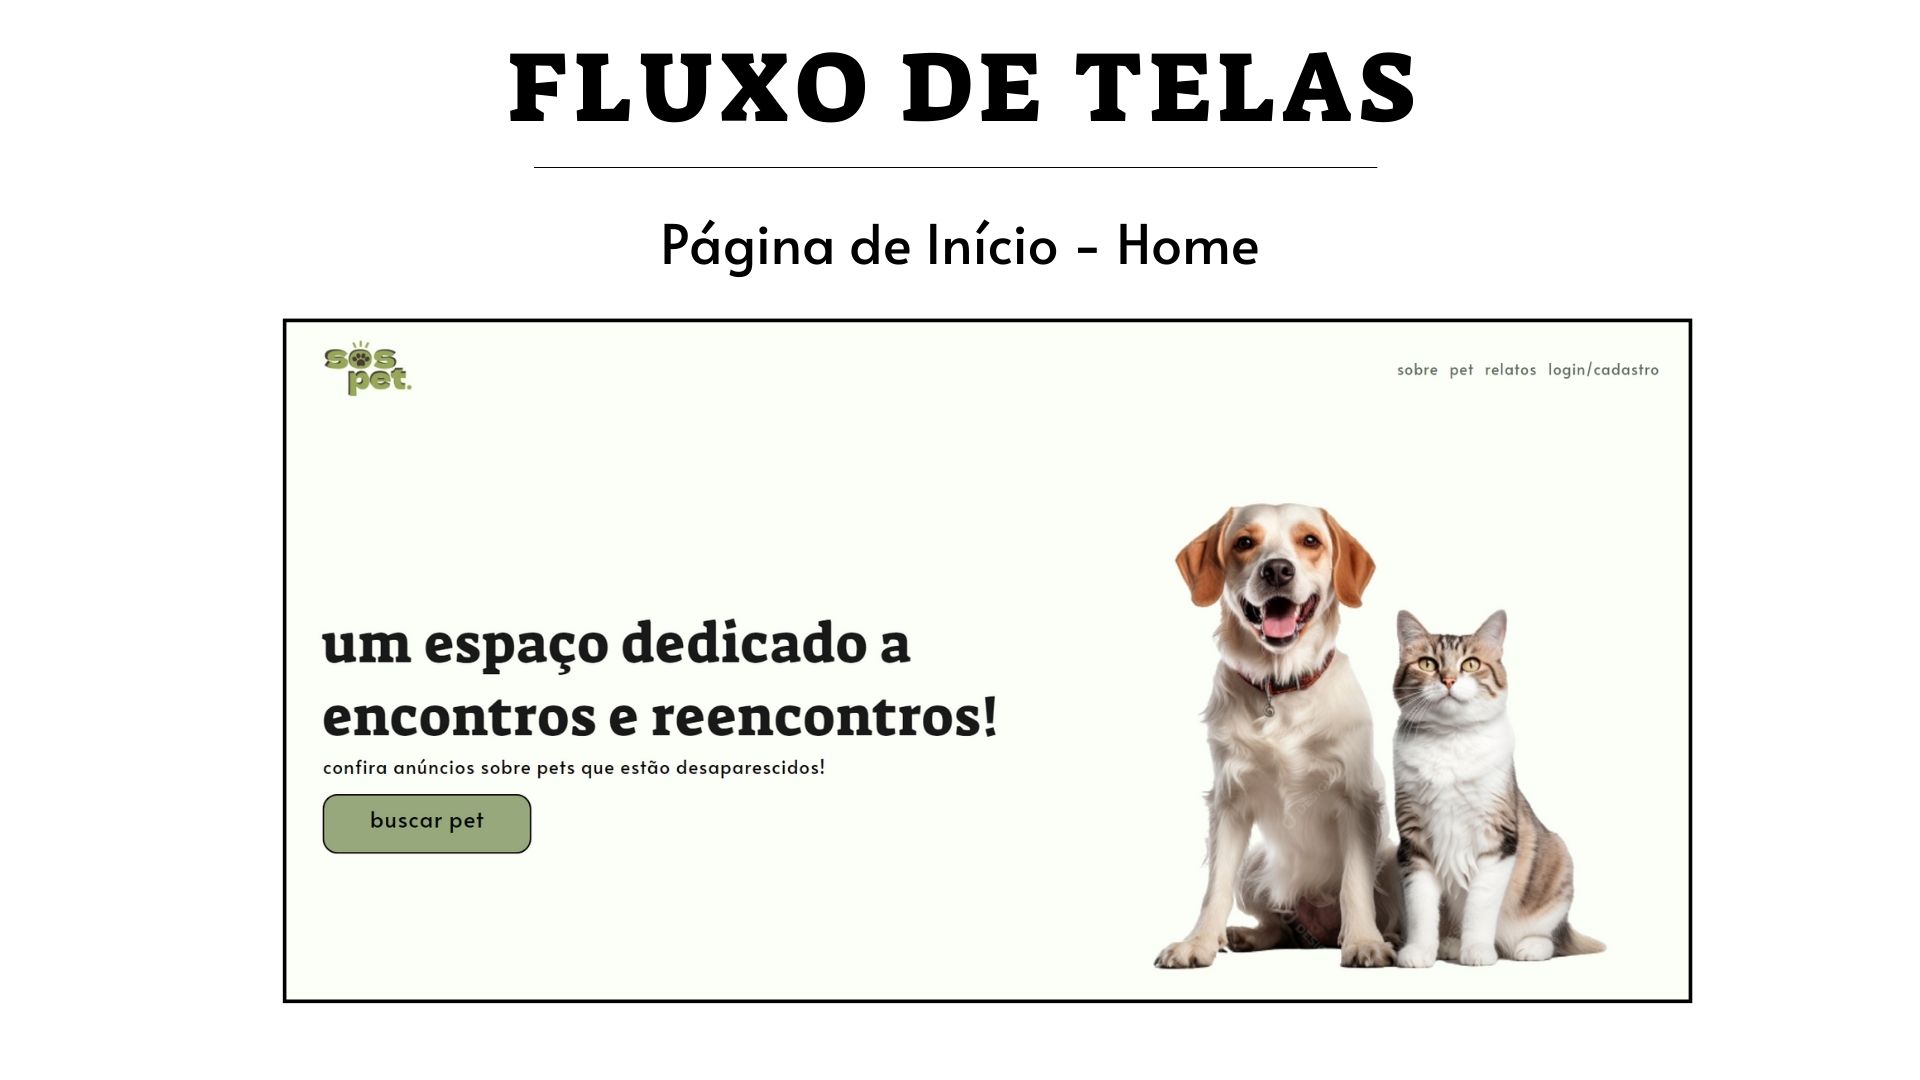 FLUXO DE TELAS
Página de Início - Home
sos
pet.
sobre pet relatos login/cadastro
um espaço dedicado a
encontros e reencontros!
confira anúncios sobre pets que estão desaparescidos!
buscar pet